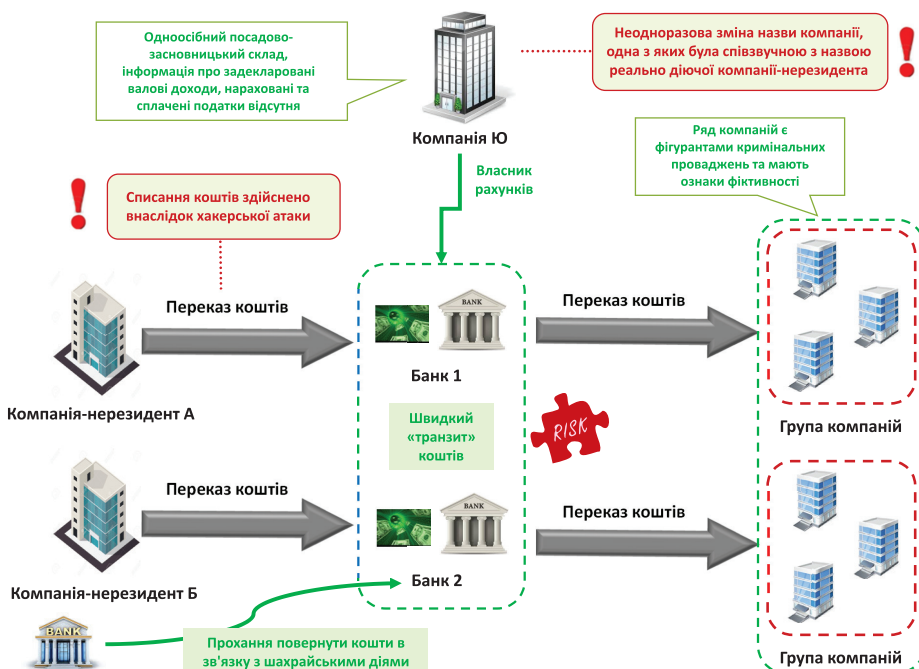 Одноосібний посадово-
засновницький склад,
інформація про задекларовані
валові доходи, нараховані та
сплачені податки відсутня
Неодноразова зміна назви компанії,
одна з яких була співзвучною з назвою
реально діючої компанії-нерезидента
Компанія Ю
Ряд компаній є
фігурантами кримінальних
проваджень та мають
ознаки фіктивності
Власник
рахунків
Списання коштів здійснено
внаслідок хакерської атаки
Переказ коштів
BANK
Переказ коштів
Банк 1
Компанія-нерезидент А
Швидкий
«транзит»
коштів
RISK
Група компаній
Переказ коштів
BANK
Переказ коштів
Банк 2
Компанія-нерезидент Б
BANK
Прохання повернути кошти в
зв'язку з шахрайськими діями
Група компаній